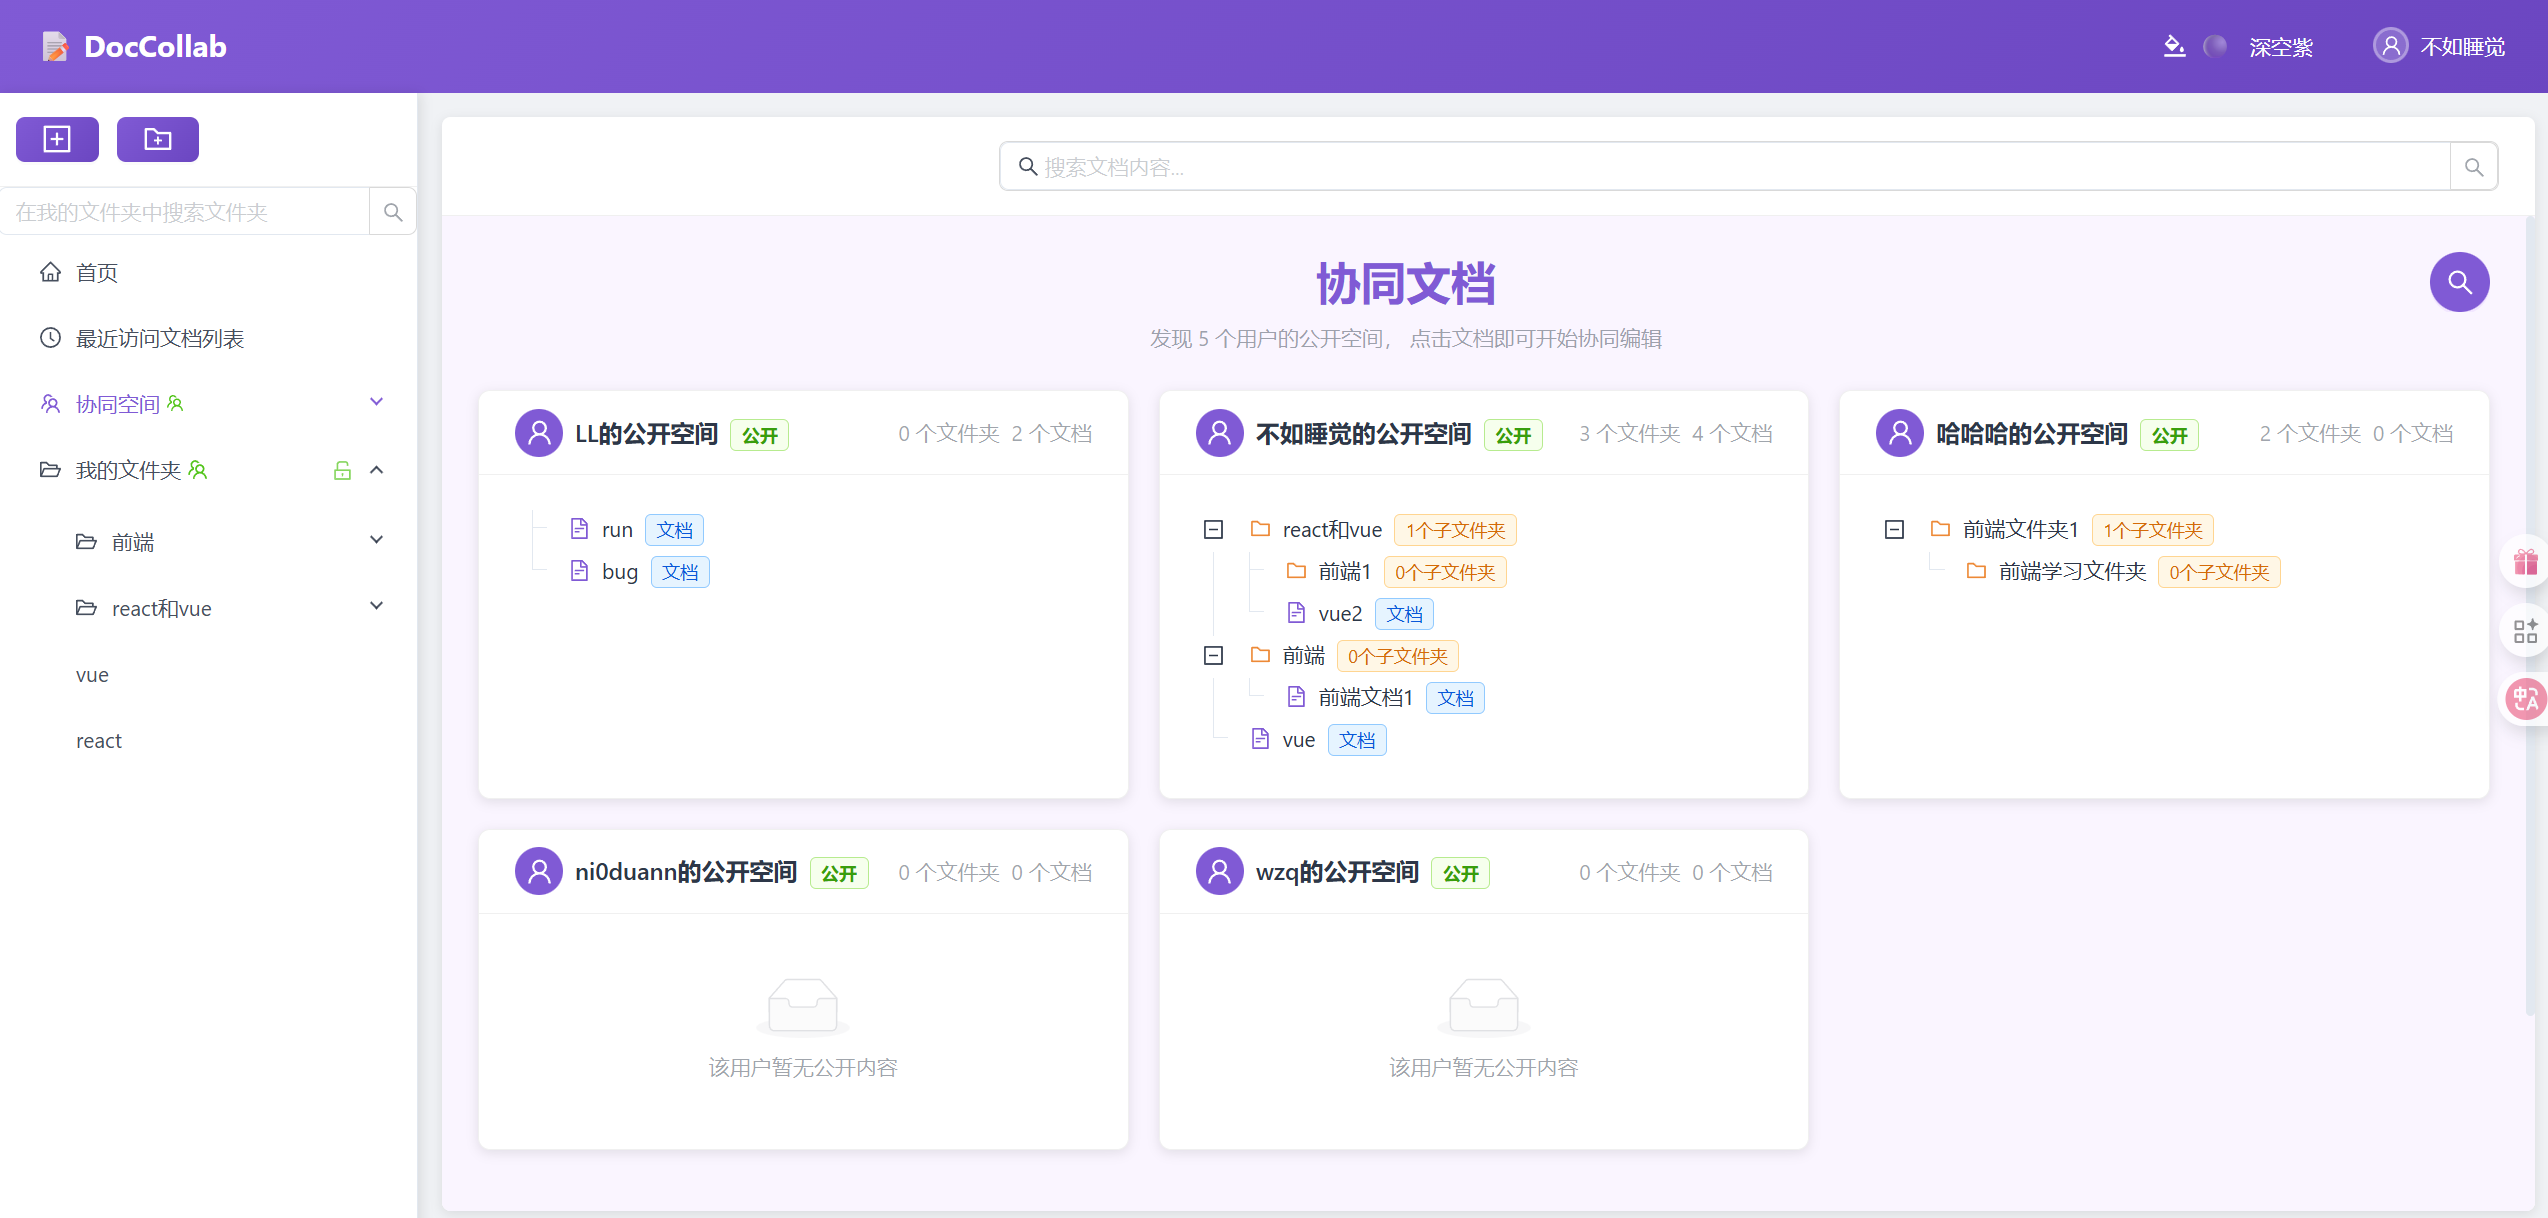 DocCollab
深空紫
不如睡觉
在我的文件夹中搜索文件夹
首页
最近访问文档列表
协同空间
我的文件夹
前端
react和vue
vue
react
搜索文档内容...
协同文档
发现 5 个用户的公开空间， 点击文档即可开始协同编辑
LL的公开空间 公开 0 个文件夹 2 个文档
run 文档
bug 文档
不如睡觉的公开空间 公开 3 个文件夹 4 个文档
react和vue 1个子文件夹
前端1 0个子文件夹
vue2 文档
前端 0个子文件夹
前端文档1 文档
vue 文档
哈哈哈的公开空间 公开 2 个文件夹 0 个文档
前端文件夹1 1个子文件夹
前端学习文件夹 0个子文件夹
ni0duann的公开空间 公开 0 个文件夹 0 个文档
该用户暂无公开内容
wzq的公开空间 公开 0 个文件夹 0 个文档
该用户暂无公开内容
中A